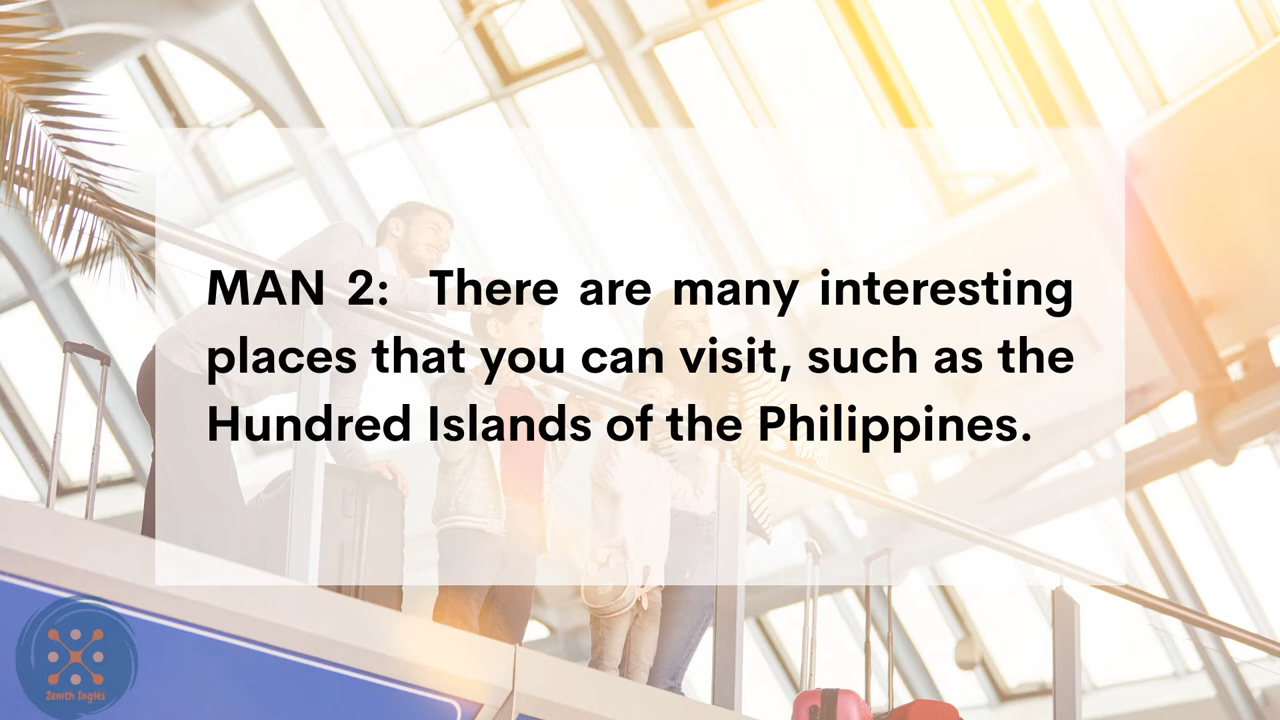 MAN 2: There are many interesting
places that you can visit, such as the
Hundred Islands of the Philippines.
Zenith Inglés